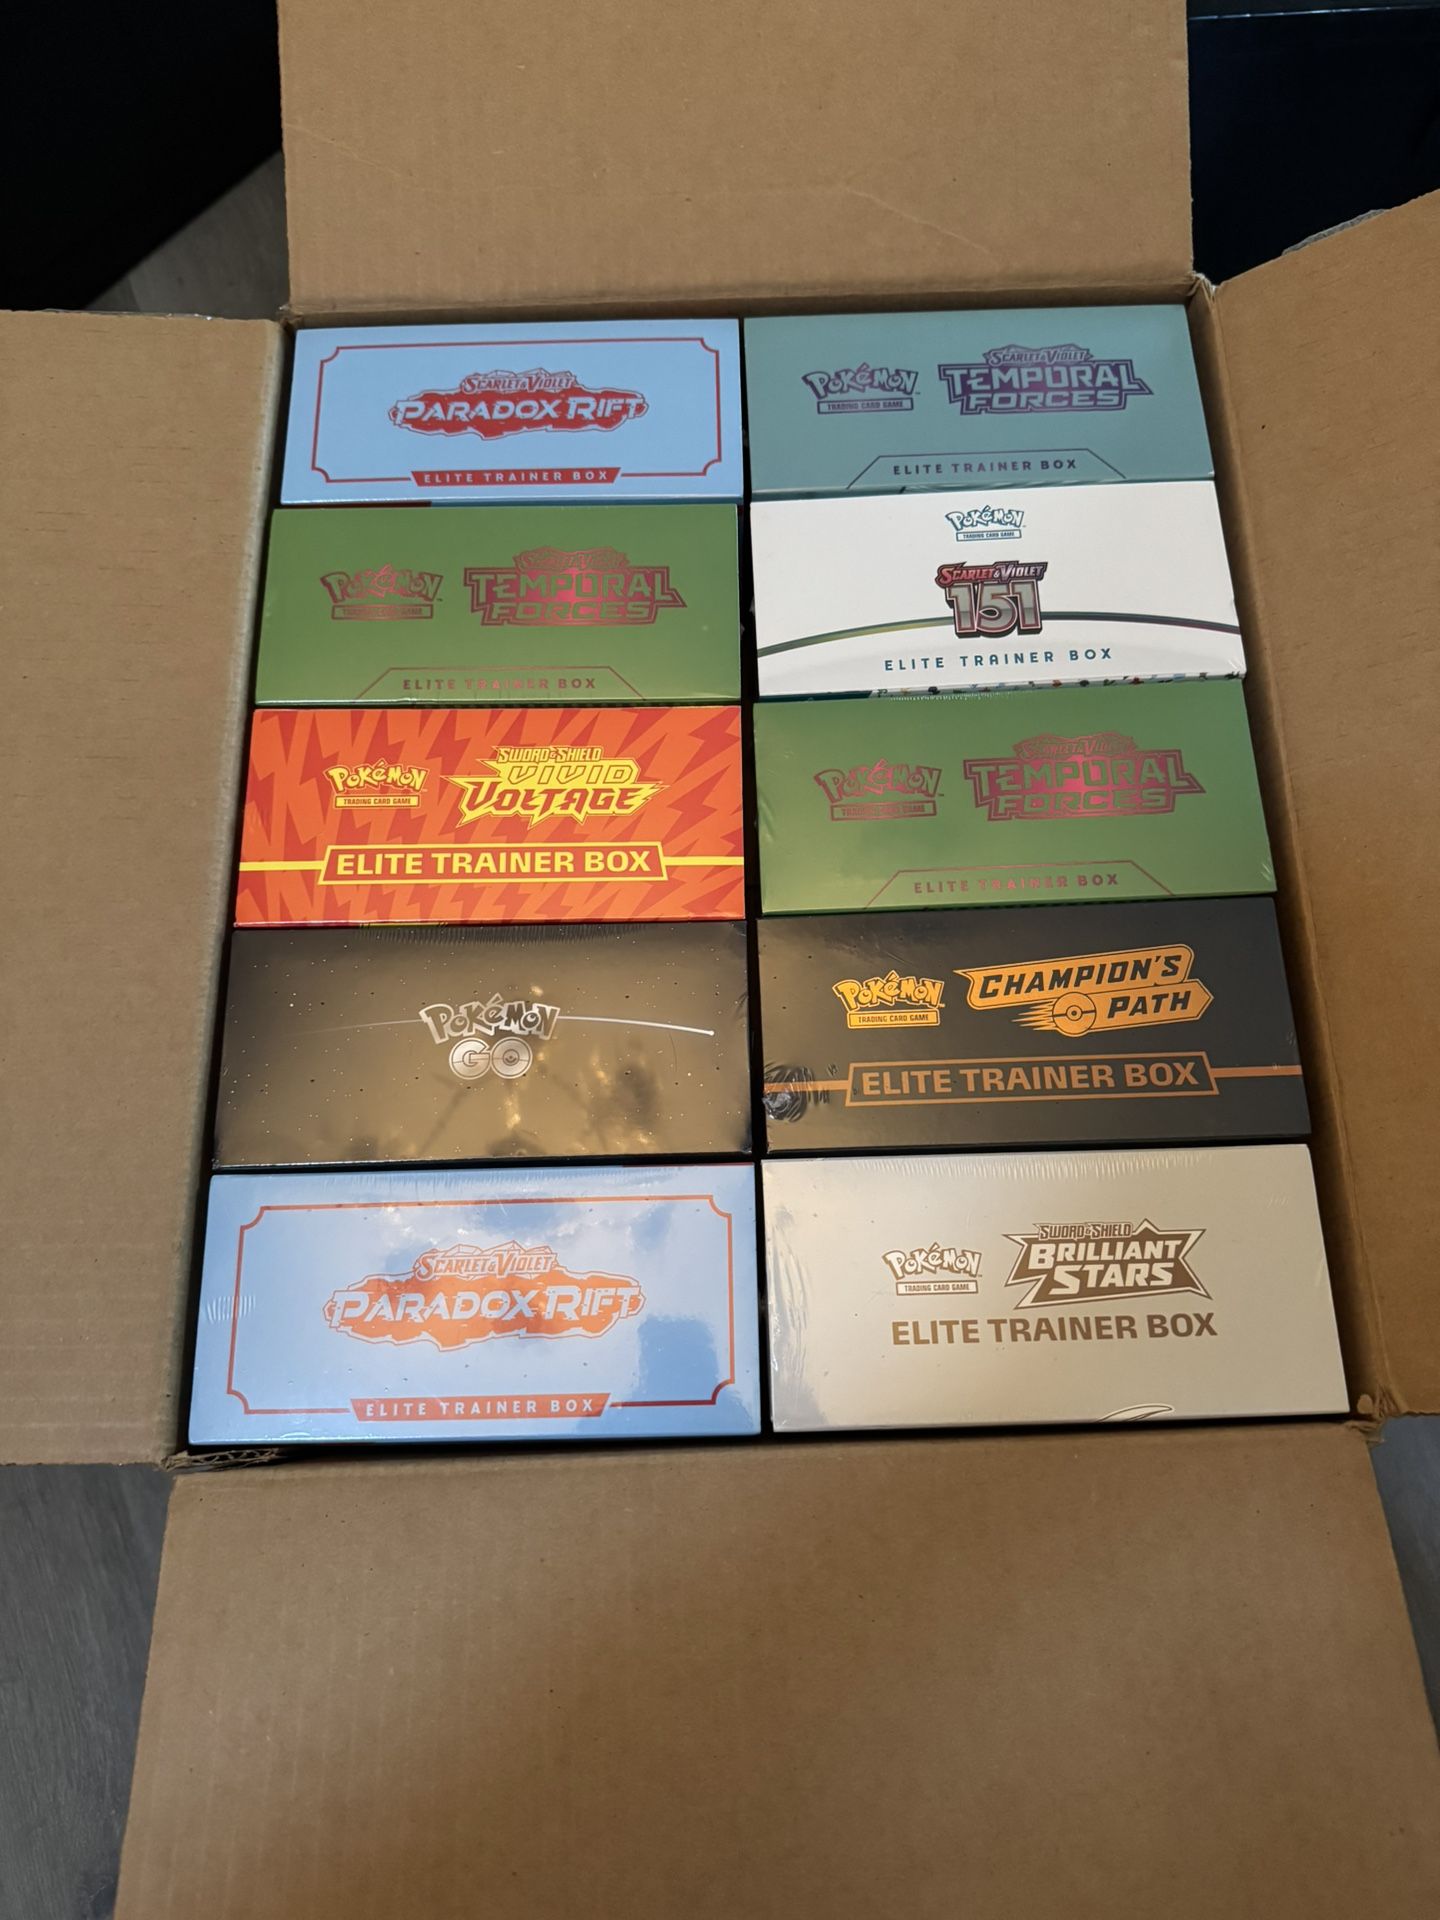 SCARLET & VIOLET
PARADOX RIFT
ELITE TRAINER BOX
POKéMON
TRADING CARD GAME
SCARLET & VIOLET
TEMPORAL
FORCES
ELITE TRAINER BOX
POKéMON
TRADING CARD GAME
SCARLET & VIOLET
TEMPORAL
FORCES
ELITE TRAINER BOX
POKéMON
TRADING CARD GAME
SCARLET & VIOLET
151
ELITE TRAINER BOX
POKéMON
TRADING CARD GAME
SWORD & SHIELD
VIVID
VOLTAGE
ELITE TRAINER BOX
POKéMON
TRADING CARD GAME
SCARLET & VIOLET
TEMPORAL
FORCES
ELITE TRAINER BOX
POKéMON
GO
POKéMON
TRADING CARD GAME
CHAMPION'S
PATH
ELITE TRAINER BOX
SCARLET & VIOLET
PARADOX RIFT
ELITE TRAINER BOX
POKéMON
TRADING CARD GAME
SWORD & SHIELD
BRILLIANT
STARS
ELITE TRAINER BOX